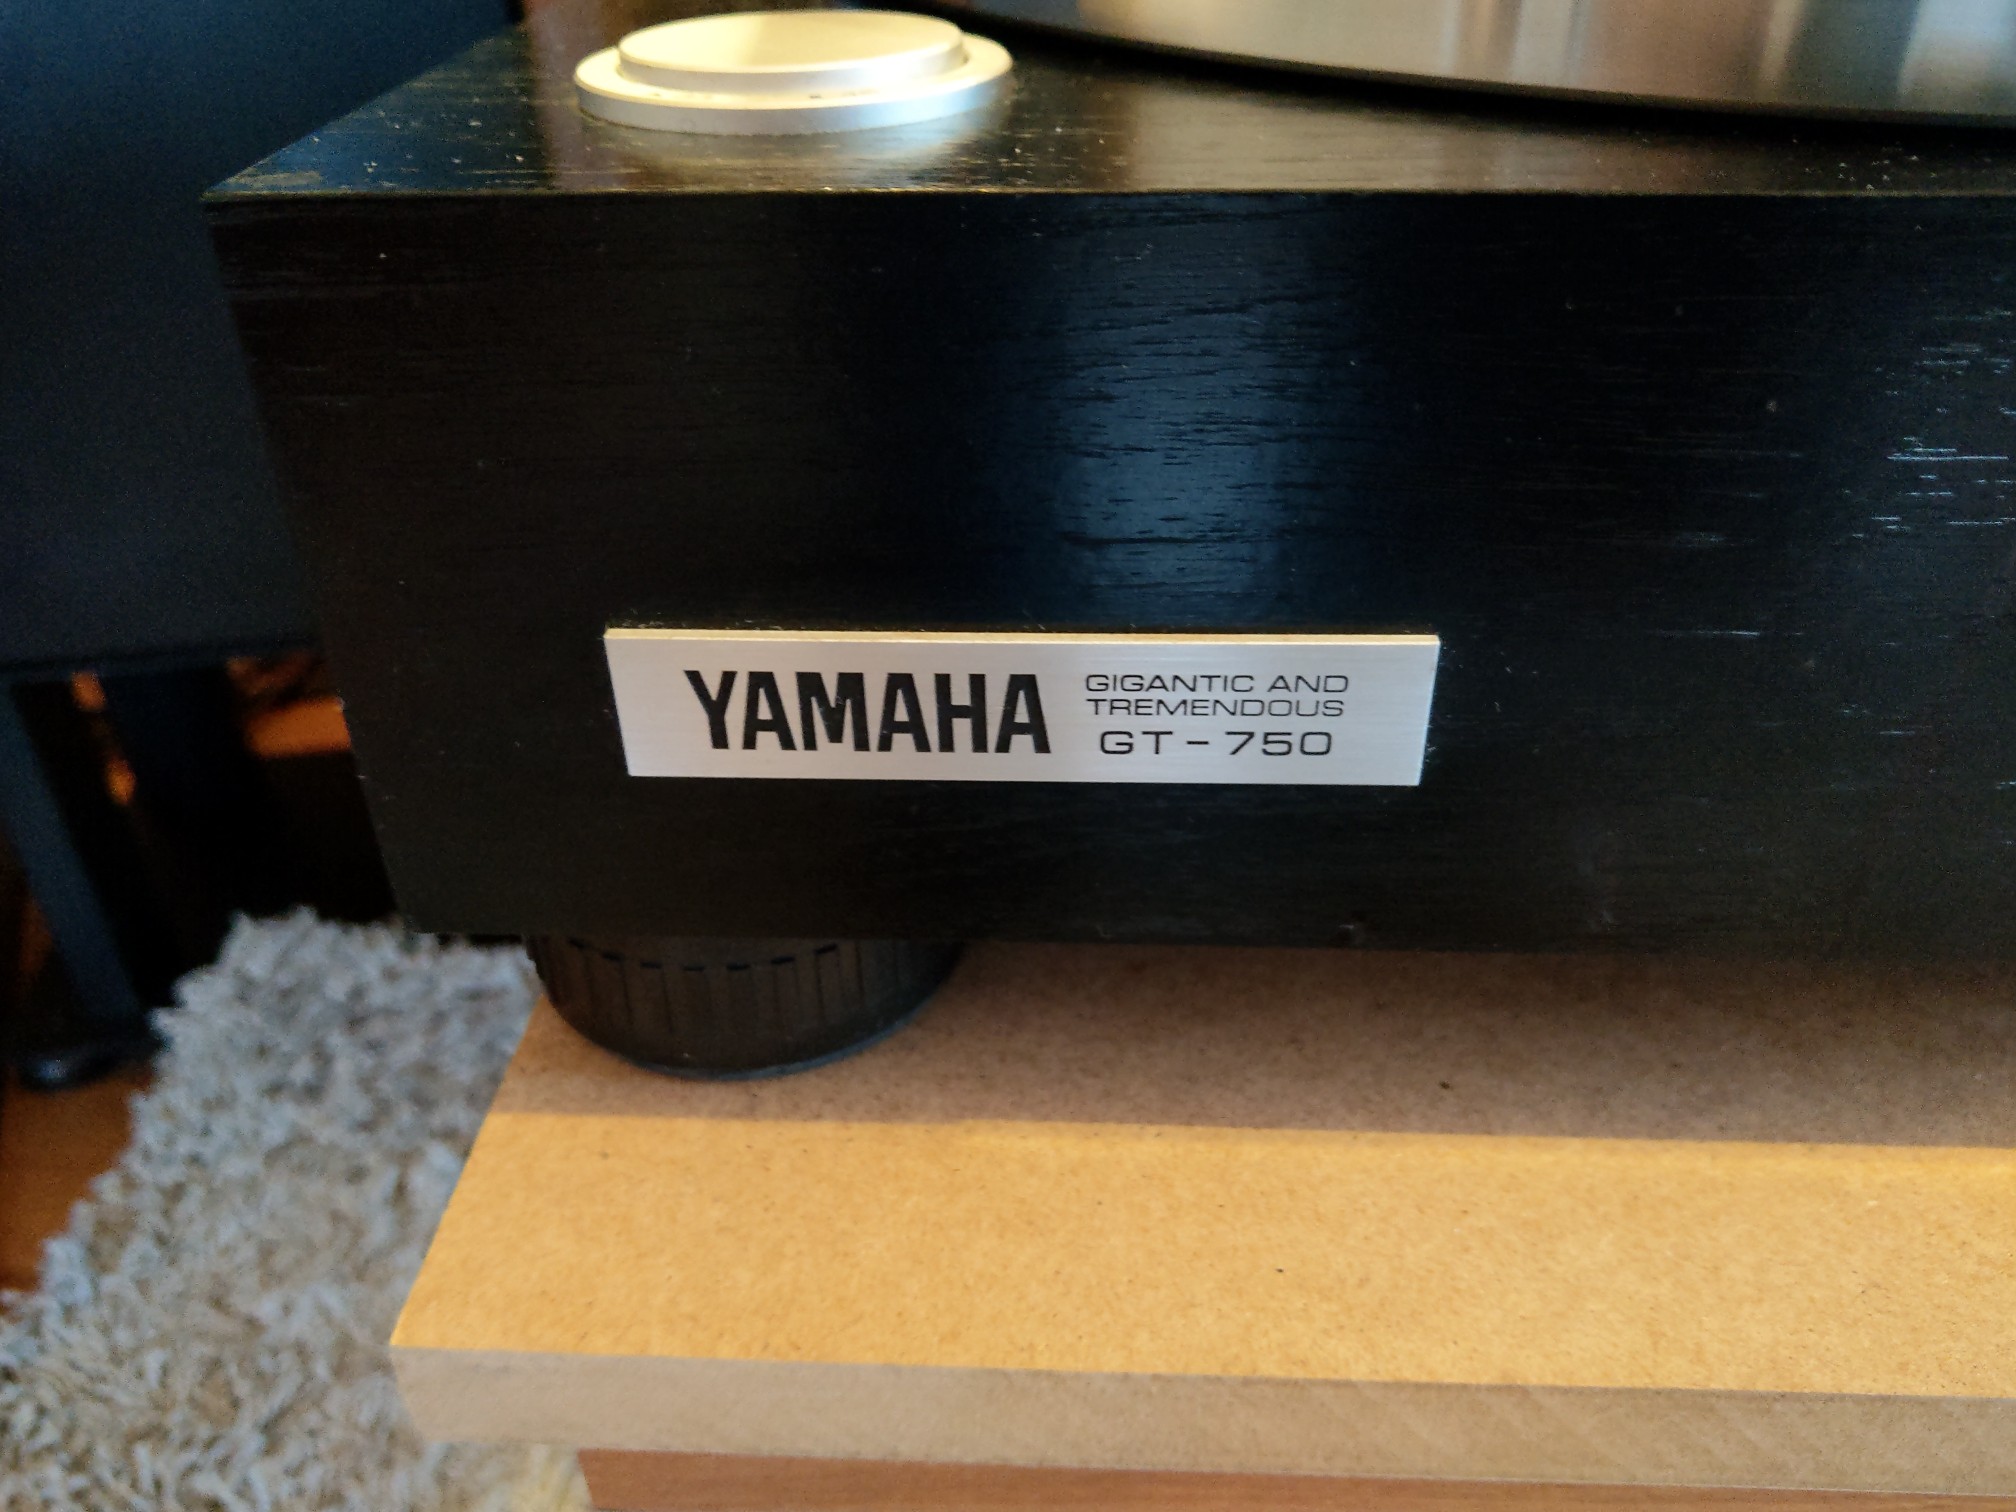 YAMAHA
GIGANTIC AND
TREMENDOUS
GT-750